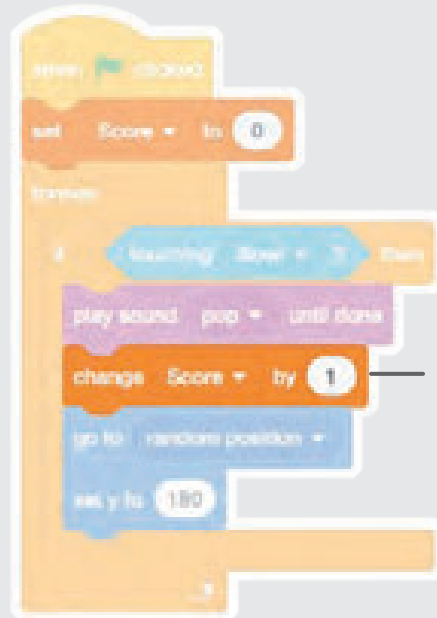 when clicked
set Score to 0
forever
if touching Bowl ? then
play sound pop until done
change Score by 1
go to random position
set y to 180